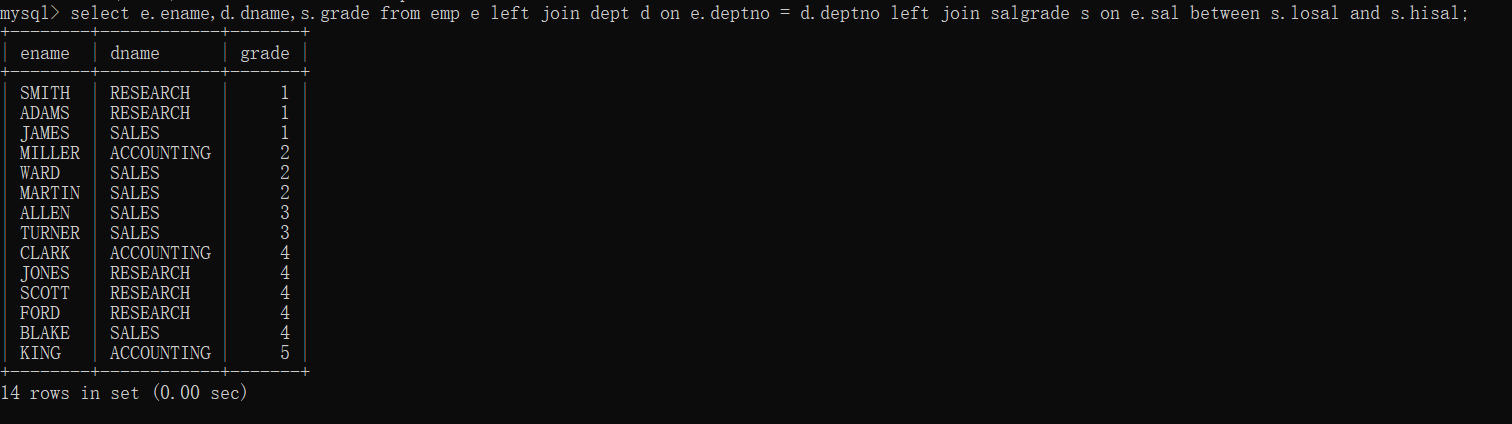 mysql> select e.ename,d.dname,s.grade from emp e left join dept d on e.deptno = d.deptno left join salgrade s on e.sal between s.losal and s.hisal;
+--------+------------+-------+
| ename  | dname      | grade |
+--------+------------+-------+
| SMITH  | RESEARCH   |     1 |
| ADAMS  | RESEARCH   |     1 |
| JAMES  | SALES      |     1 |
| MILLER | ACCOUNTING |     2 |
| WARD   | SALES      |     2 |
| MARTIN | SALES      |     2 |
| ALLEN  | SALES      |     3 |
| TURNER | SALES      |     3 |
| CLARK  | ACCOUNTING |     4 |
| JONES  | RESEARCH   |     4 |
| SCOTT  | RESEARCH   |     4 |
| FORD   | RESEARCH   |     4 |
| BLAKE  | SALES      |     4 |
| KING   | ACCOUNTING |     5 |
+--------+------------+-------+
14 rows in set (0.00 sec)